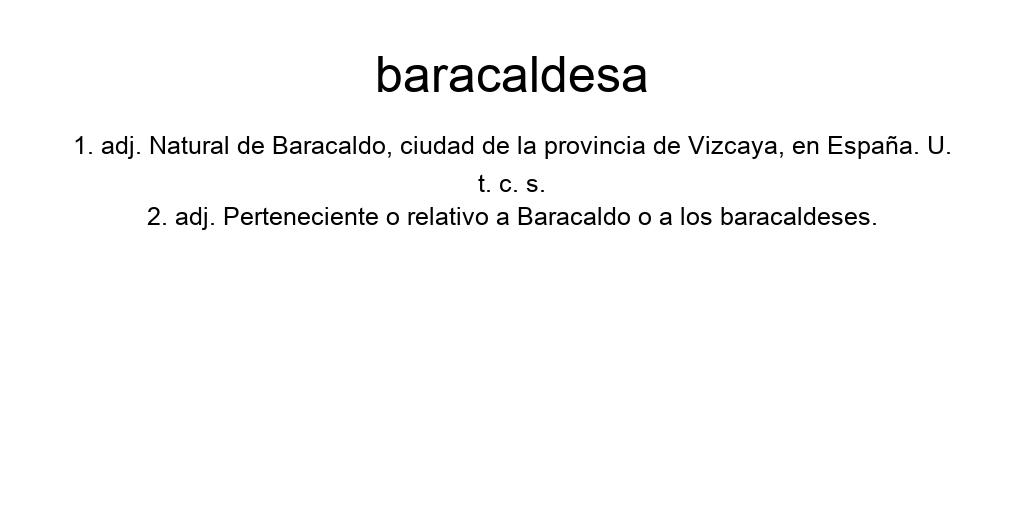 baracaldesa
1. adj. Natural de Baracaldo, ciudad de la provincia de Vizcaya, en España. U.
t. c. s.
2. adj. Perteneciente o relativo a Baracaldo o a los baracaldeses.